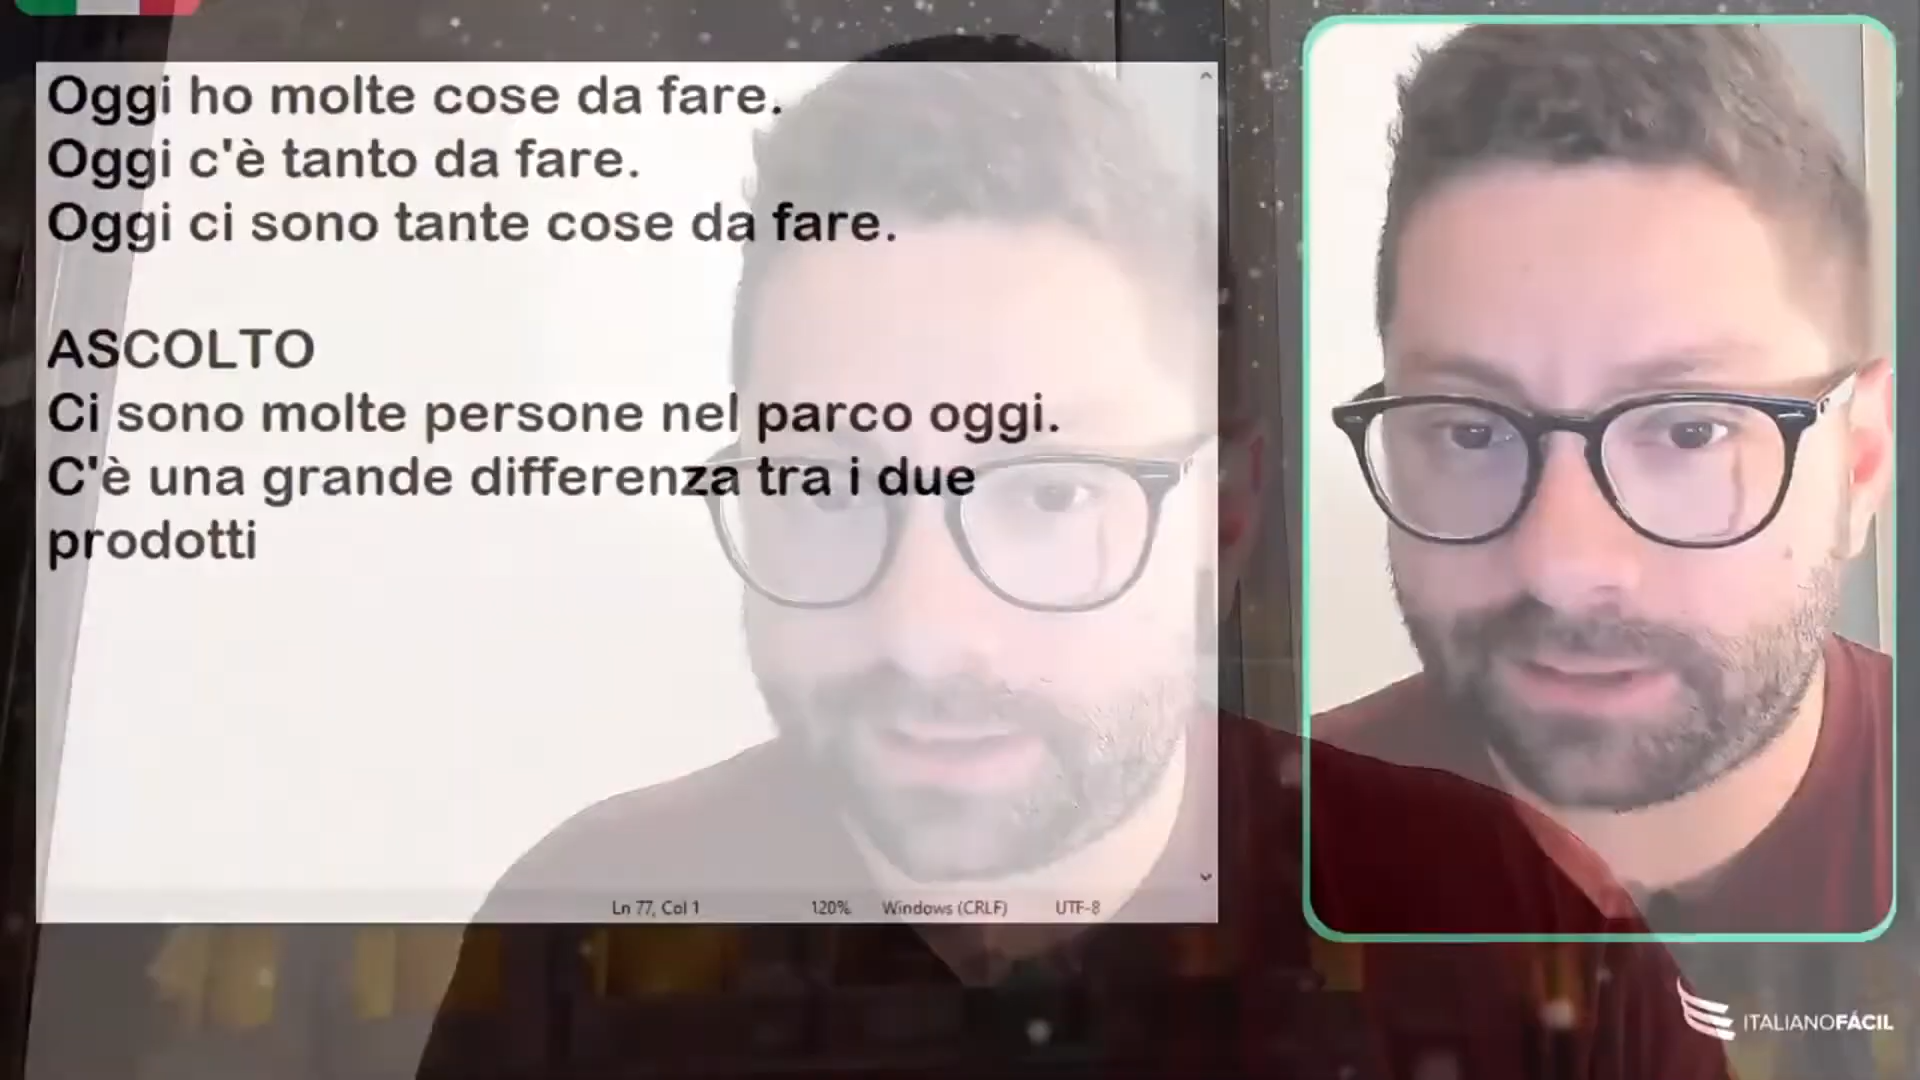 Oggi ho molte cose da fare.
Oggi c'è tanto da fare.
Oggi ci sono tante cose da fare.
ASCOLTO
Ci sono molte persone nel parco oggi.
C'è una grande differenza tra i due
prodotti
Ln 77, Col 1
120%
Windows (CRLF)
UTF-8
ITALIANOFÁCIL